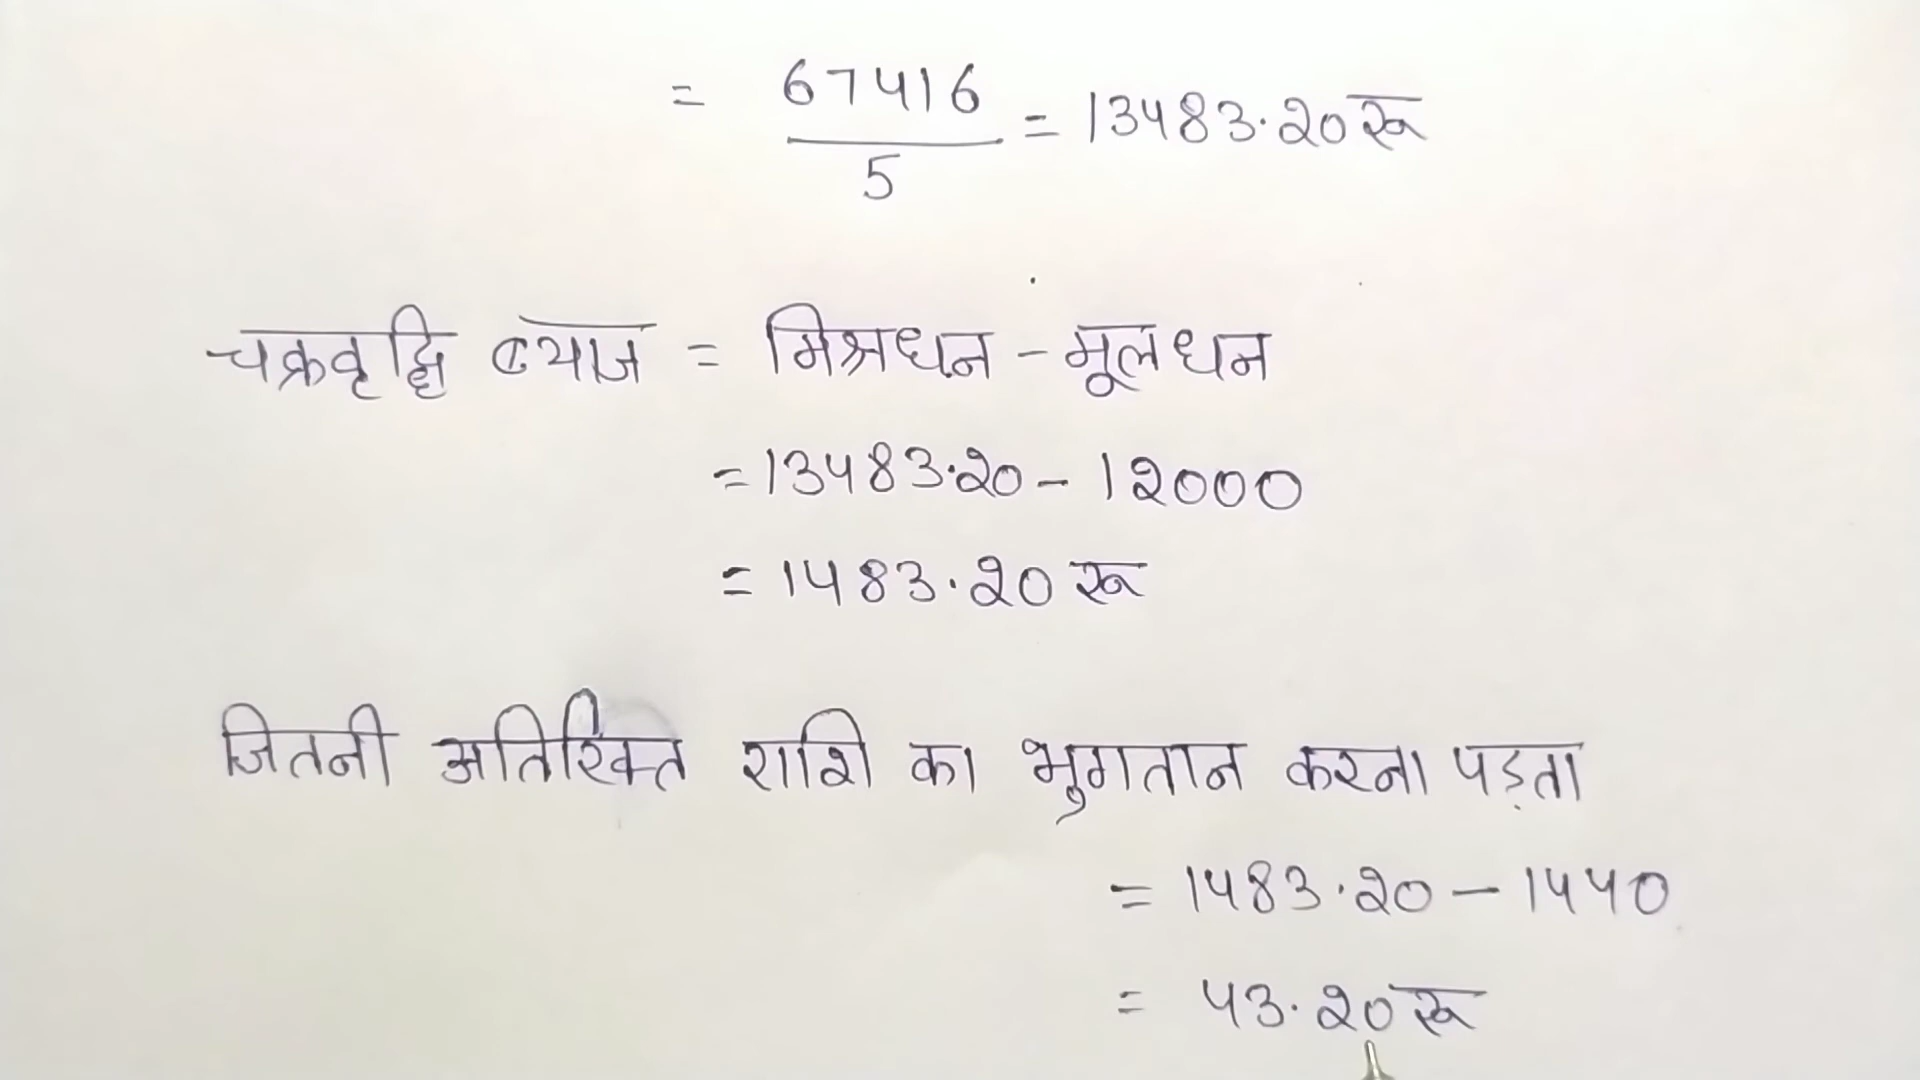 = 67416/5 = 13483.20 रू
चक्रवृद्धि ब्याज = मिश्रधन - मूलधन
= 13483.20 - 12000
= 1483.20 रू
जितनी अतिरिक्त राशि का भुगतान करना पड़ता
= 1483.20 - 1440
= 43.20 रू